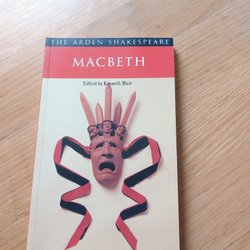 THE ARDEN SHAKESPEARE
MACBETH
Edited by Kenneth Muir